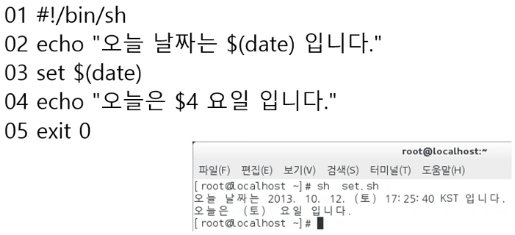 01 #!/bin/sh
02 echo "오늘 날짜는 $(date) 입니다."
03 set $(date)
04 echo "오늘은 $4 요일 입니다."
05 exit 0
root@localhost:~
파일(F) 편집(E) 보기(V) 검색(S) 터미널(T) 도움말(H)
[root@localhost ~]# sh set.sh
오늘 날짜는 2013. 10. 12. (토) 17:25:40 KST 입니다.
오늘은 (토) 요일 입니다.
[root@localhost ~]#